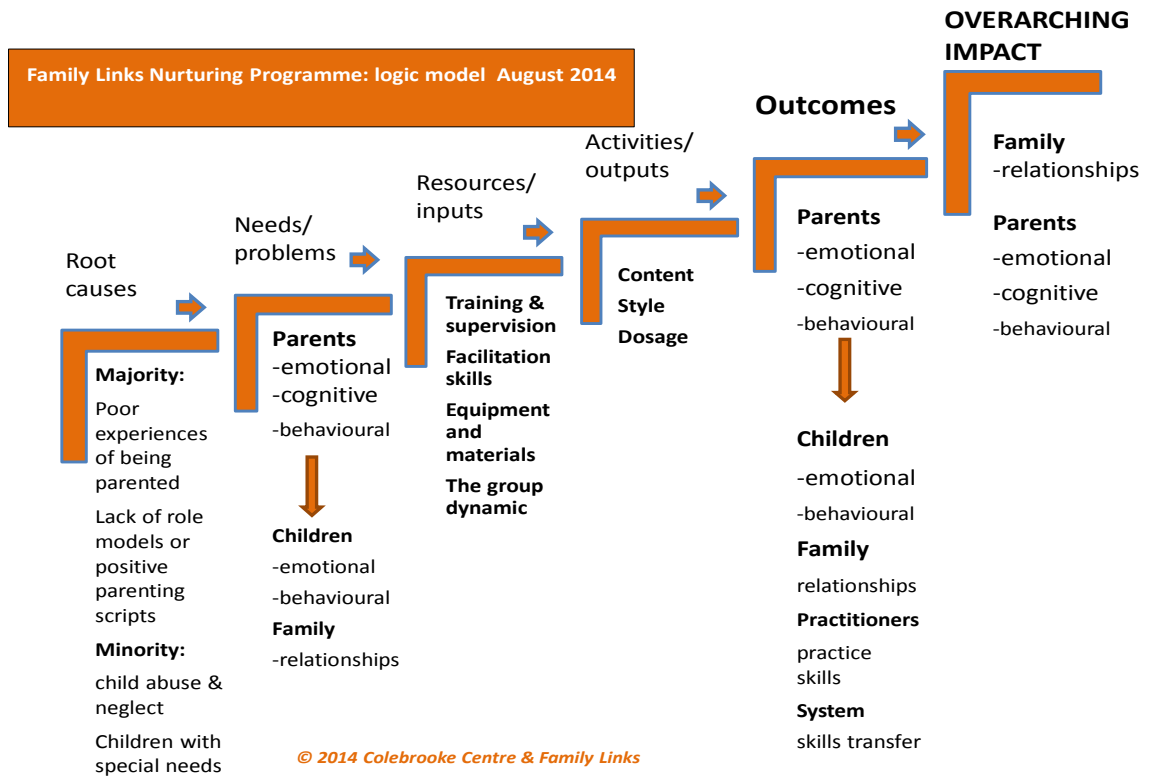 Family Links Nurturing Programme: logic model  August 2014
Root
causes
Majority:
Poor
experiences
of being
parented
Lack of role
models or
positive
parenting
scripts
Minority:
child abuse &
neglect
Children with
special needs
Needs/
problems
Parents
-emotional
-cognitive
-behavioural
Children
-emotional
-behavioural
Family
-relationships
Resources/
inputs
Training &
supervision
Facilitation
skills
Equipment
and
materials
The group
dynamic
Activities/
outputs
Content
Style
Dosage
Outcomes
Parents
-emotional
-cognitive
-behavioural
Children
-emotional
-behavioural
Family
relationships
Practitioners
practice
skills
System
skills transfer
OVERARCHING
IMPACT
Family
-relationships
Parents
-emotional
-cognitive
-behavioural
© 2014 Colebrooke Centre & Family Links